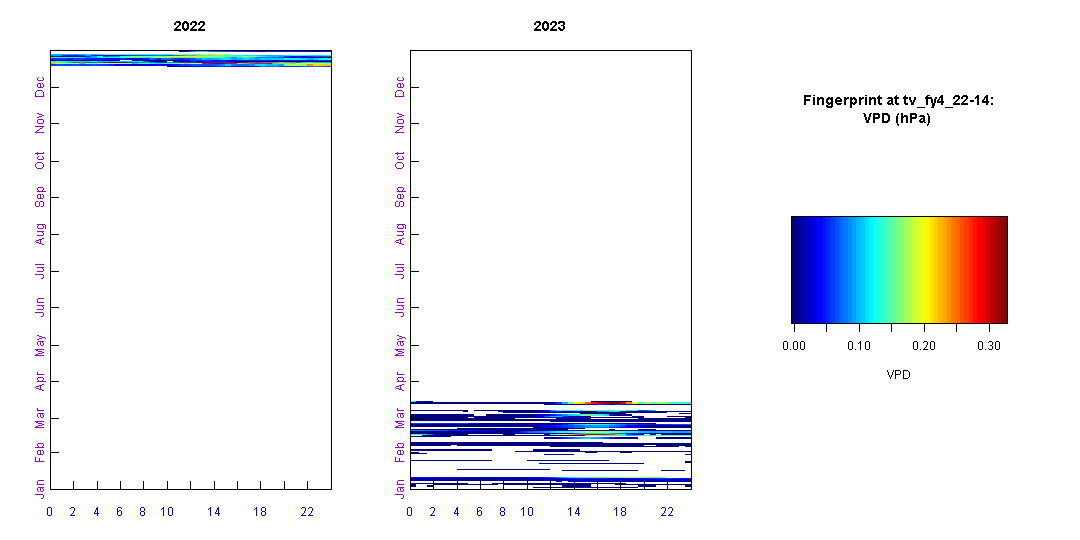 2022
2023
Fingerprint at tv_fy4_22-14:
VPD (hPa)
Dec
Nov
Oct
Sep
Aug
Jul
Jun
May
Apr
Mar
Feb
Jan
0 2 4 6 8 10 14 18 22
Dec
Nov
Oct
Sep
Aug
Jul
Jun
May
Apr
Mar
Feb
Jan
0 2 4 6 8 10 14 18 22
0.00 0.10 0.20 0.30
VPD